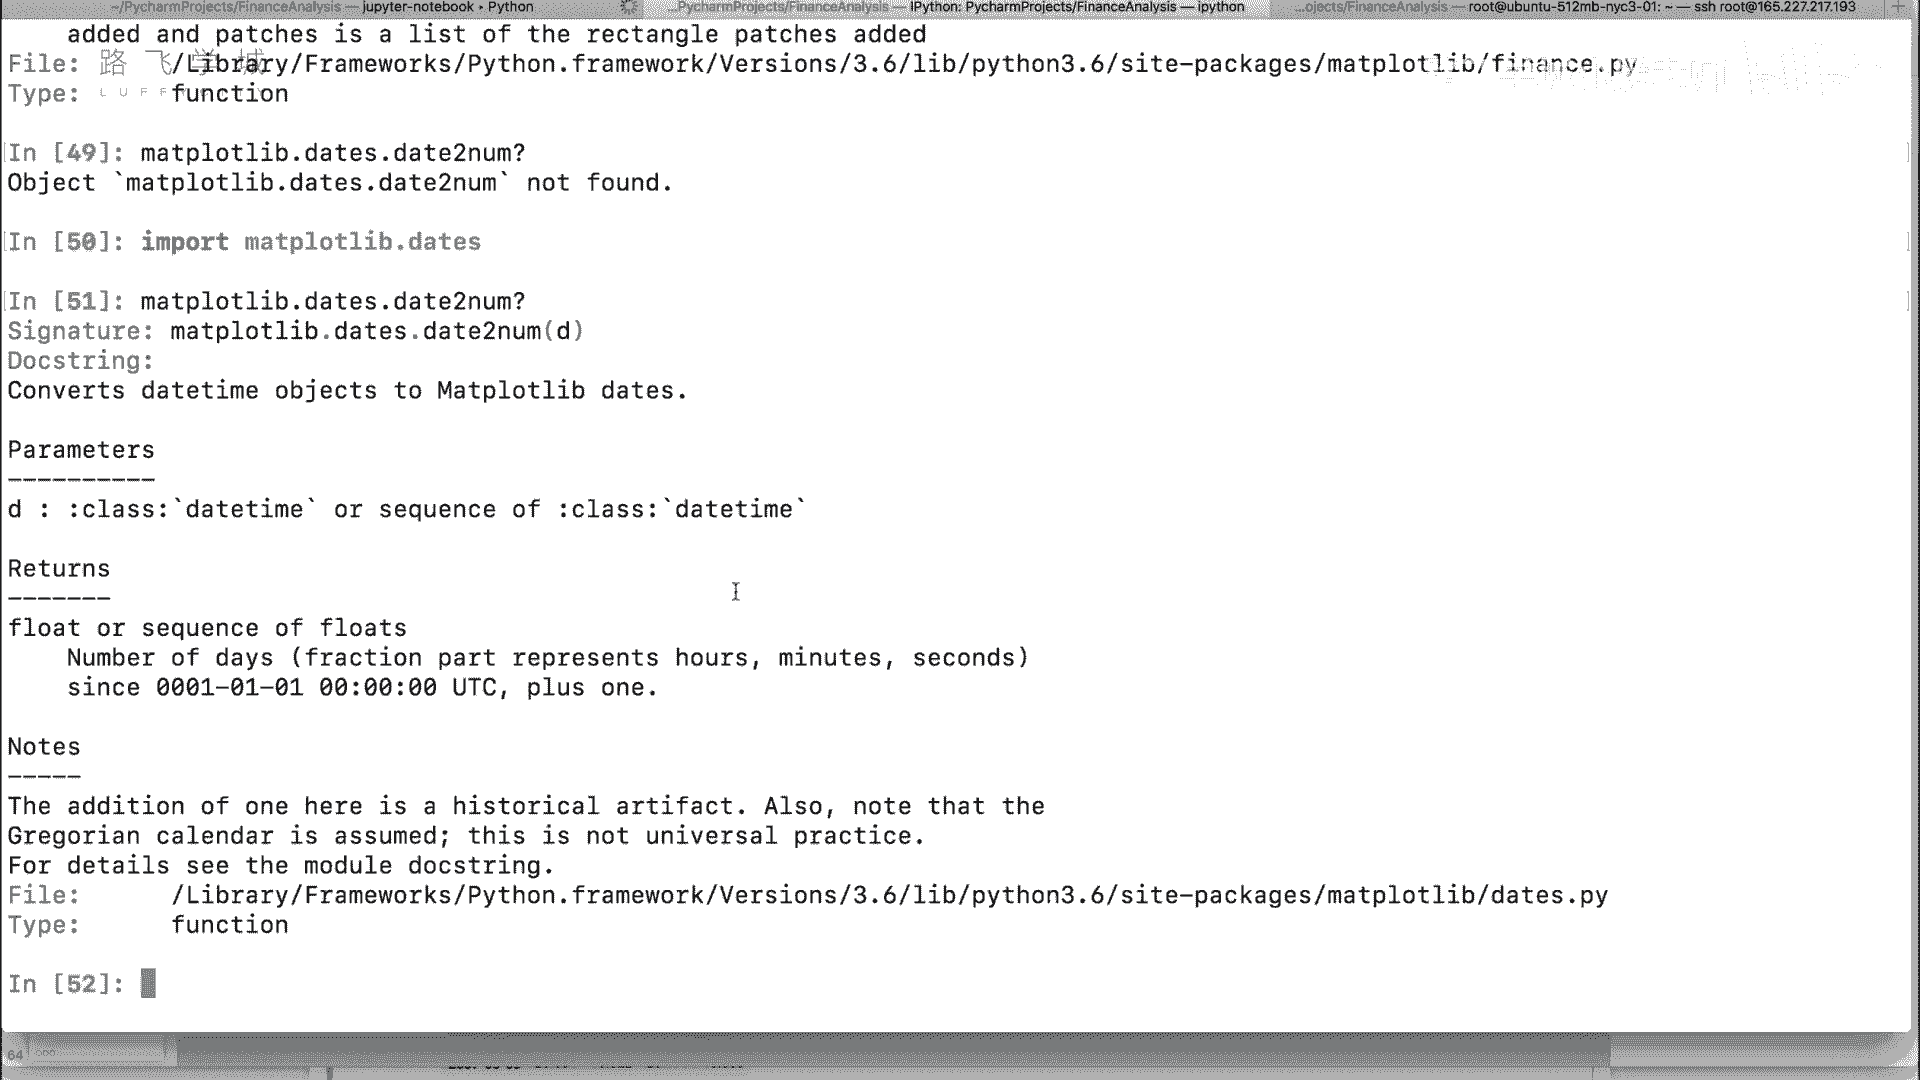 ~/PycharmProjects/FinanceAnalysis — jupyter-notebook ▸ Python
...PycharmProjects/FinanceAnalysis — IPython: PycharmProjects/FinanceAnalysis — ipython
...ojects/FinanceAnalysis — root@ubuntu-512mb-nyc3-01: ~ — ssh root@165.227.217.193
added and patches is a list of the rectangle patches added
路飞学城
File: /Library/Frameworks/Python.framework/Versions/3.6/lib/python3.6/site-packages/matplotlib/finance.py
Type: function
In [49]: matplotlib.dates.date2num?
Object `matplotlib.dates.date2num` not found.
In [50]: import matplotlib.dates
In [51]: matplotlib.dates.date2num?
Signature: matplotlib.dates.date2num(d)
Docstring:
Converts datetime objects to Matplotlib dates.
Parameters
----------
d : :class:`datetime` or sequence of :class:`datetime`
Returns
-------
float or sequence of floats
Number of days (fraction part represents hours, minutes, seconds)
since 0001-01-01 00:00:00 UTC, plus one.
Notes
-----
The addition of one here is a historical artifact. Also, note that the
Gregorian calendar is assumed; this is not universal practice.
For details see the module docstring.
File: /Library/Frameworks/Python.framework/Versions/3.6/lib/python3.6/site-packages/matplotlib/dates.py
Type: function
In [52]:
64